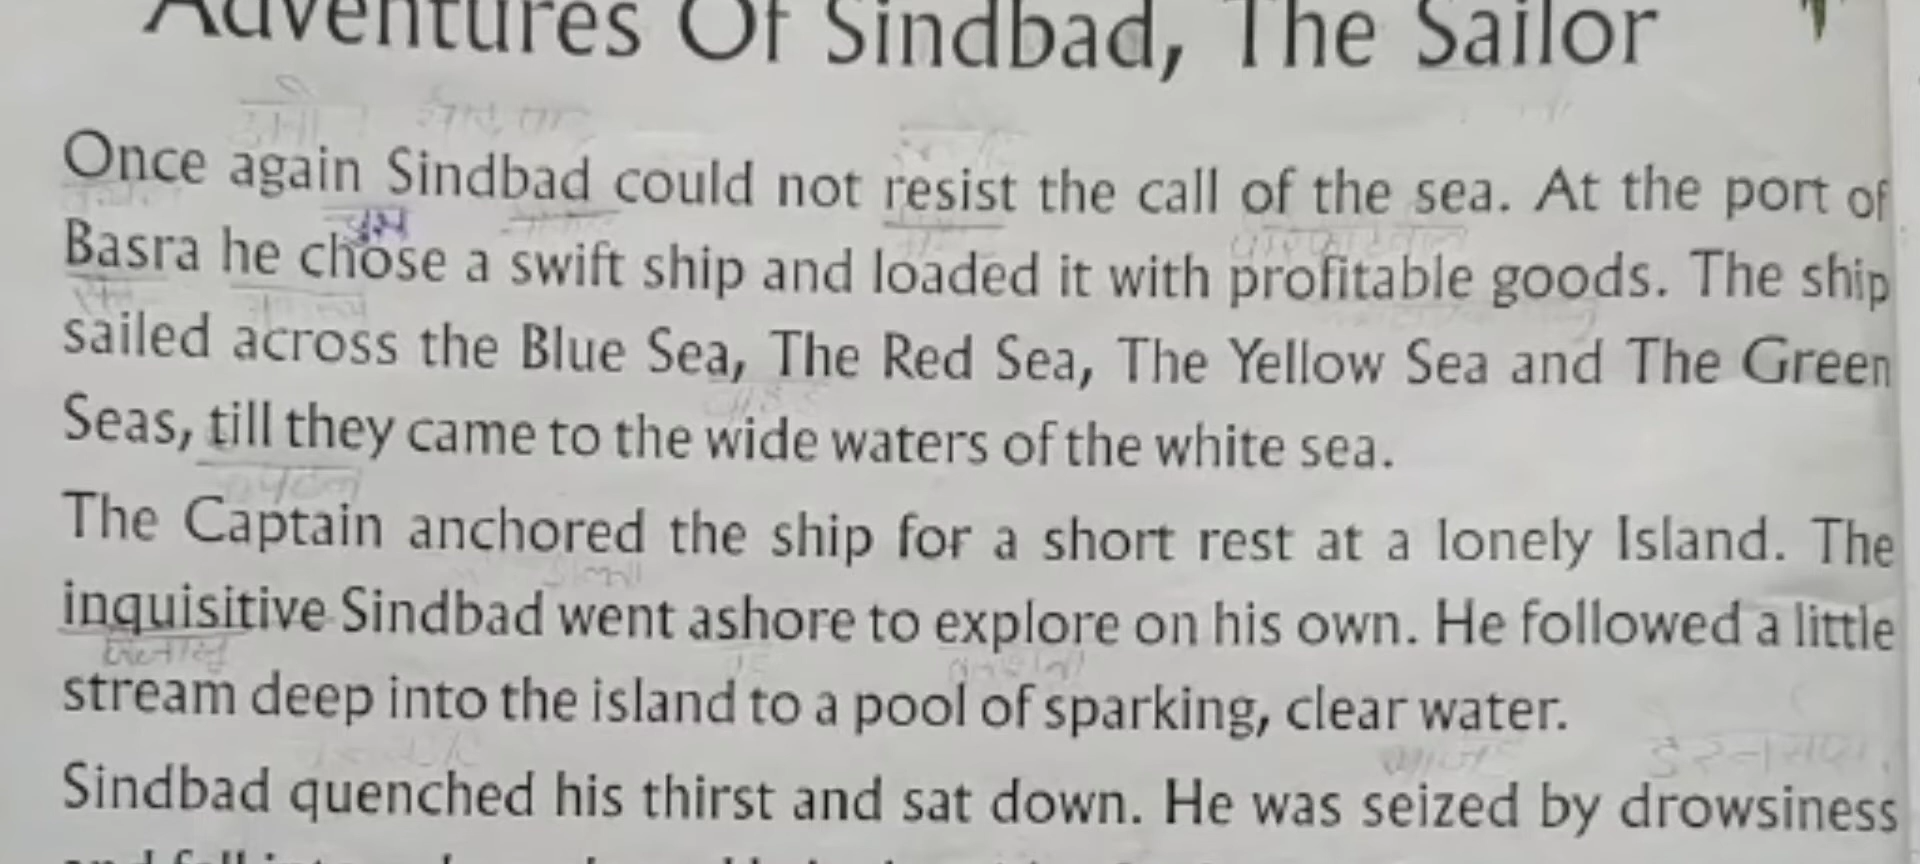 Adventures Of Sindbad, The Sailor
Once again Sindbad could not resist the call of the sea. At the port of
Basra he chose a swift ship and loaded it with profitable goods. The ship
sailed across the Blue Sea, The Red Sea, The Yellow Sea and The Green
Seas, till they came to the wide waters of the white sea.
The Captain anchored the ship for a short rest at a lonely Island. The
inquisitive Sindbad went ashore to explore on his own. He followed a little
stream deep into the island to a pool of sparking, clear water.
Sindbad quenched his thirst and sat down. He was seized by drowsiness